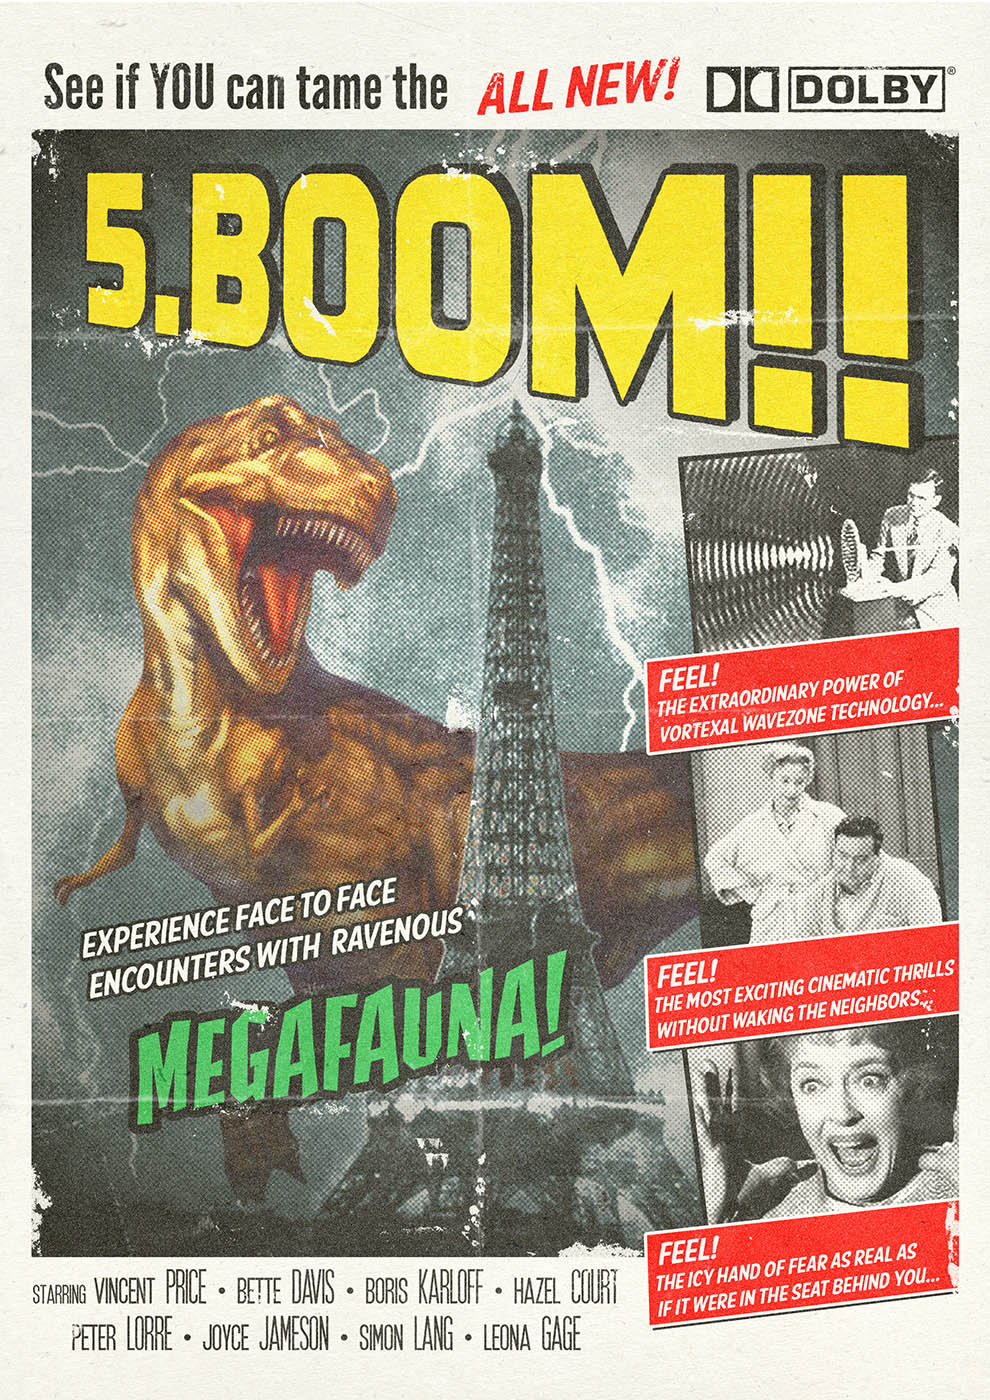 See if YOU can tame the ALL NEW! DOLBY®
5.BOOM!!
FEEL!
THE EXTRAORDINARY POWER OF
VORTEXAL WAVEZONE TECHNOLOGY...
EXPERIENCE FACE TO FACE
ENCOUNTERS WITH RAVENOUS
MEGAFAUNA!
FEEL!
THE MOST EXCITING CINEMATIC THRILLS
WITHOUT WAKING THE NEIGHBORS...
FEEL!
THE ICY HAND OF FEAR AS REAL AS
IF IT WERE IN THE SEAT BEHIND YOU...
STARRING VINCENT PRICE • BETTE DAVIS • BORIS KARLOFF • HAZEL COURT
PETER LORRE • JOYCE JAMESON • SIMON LANG • LEONA GAGE